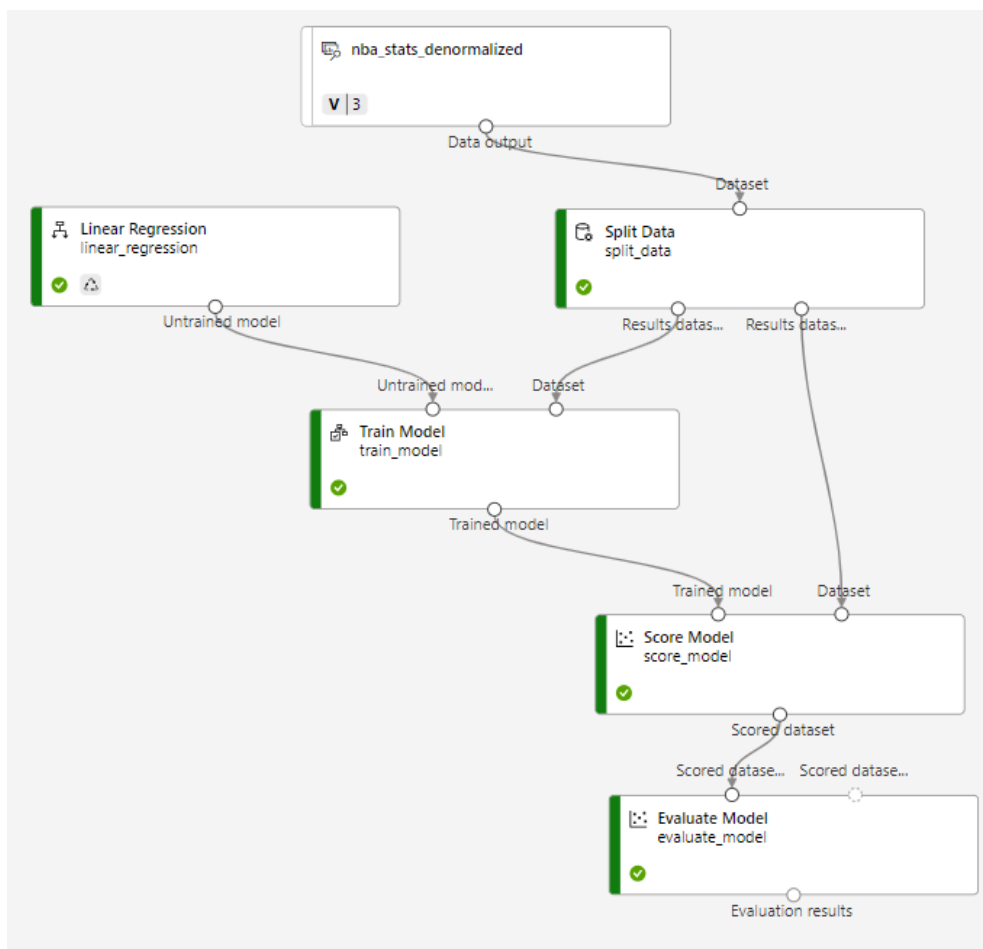 nba_stats_denormalized
V | 3
Data output
Dataset
Linear Regression
linear_regression
Split Data
split_data
Untrained model
Results datas...
Results datas...
Untrained mod...
Dataset
Train Model
train_model
Trained model
Trained model
Dataset
Score Model
score_model
Scored dataset
Scored datase...
Scored datase...
Evaluate Model
evaluate_model
Evaluation results